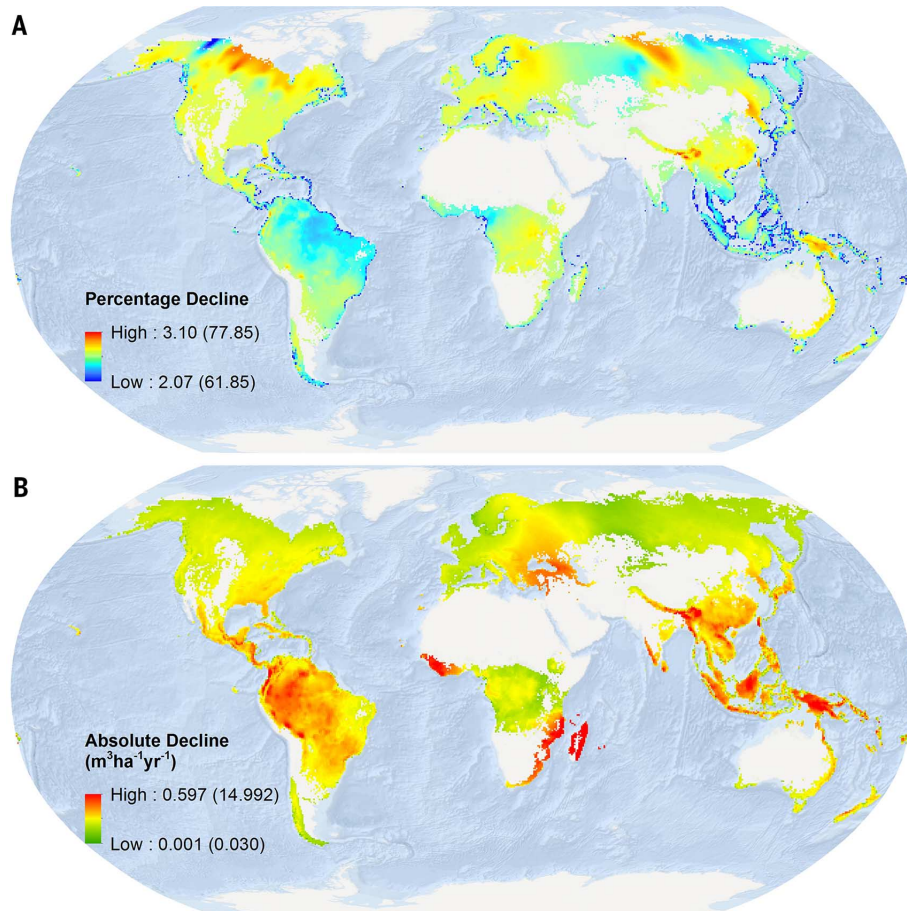 A
Percentage Decline
High : 3.10 (77.85)
Low : 2.07 (61.85)
B
Absolute Decline
(m³ha⁻¹yr⁻¹)
High : 0.597 (14.992)
Low : 0.001 (0.030)